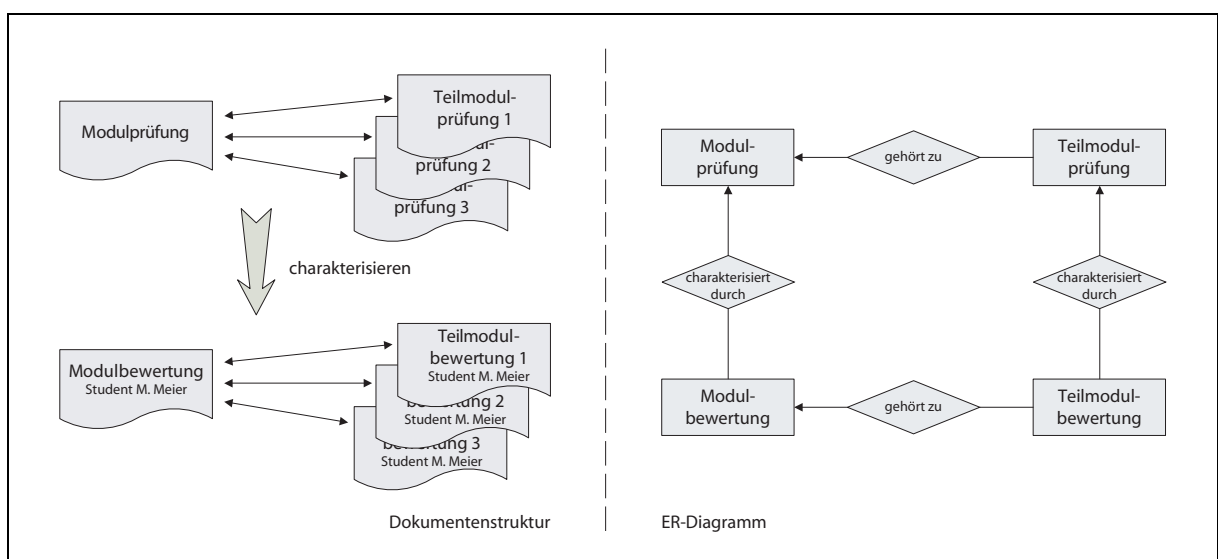 Modulprüfung
Teilmodul-
prüfung 1
prüfung 2
prüfung 3
charakterisieren
Modulbewertung
Student M. Meier
Teilmodul-
bewertung 1
Student M. Meier
bewertung 2
Student M. Meier
bewertung 3
Student M. Meier
Dokumentenstruktur
Modul-
prüfung
gehört zu
Teilmodul-
prüfung
charakterisiert
durch
charakterisiert
durch
Modul-
bewertung
gehört zu
Teilmodul-
bewertung
ER-Diagramm